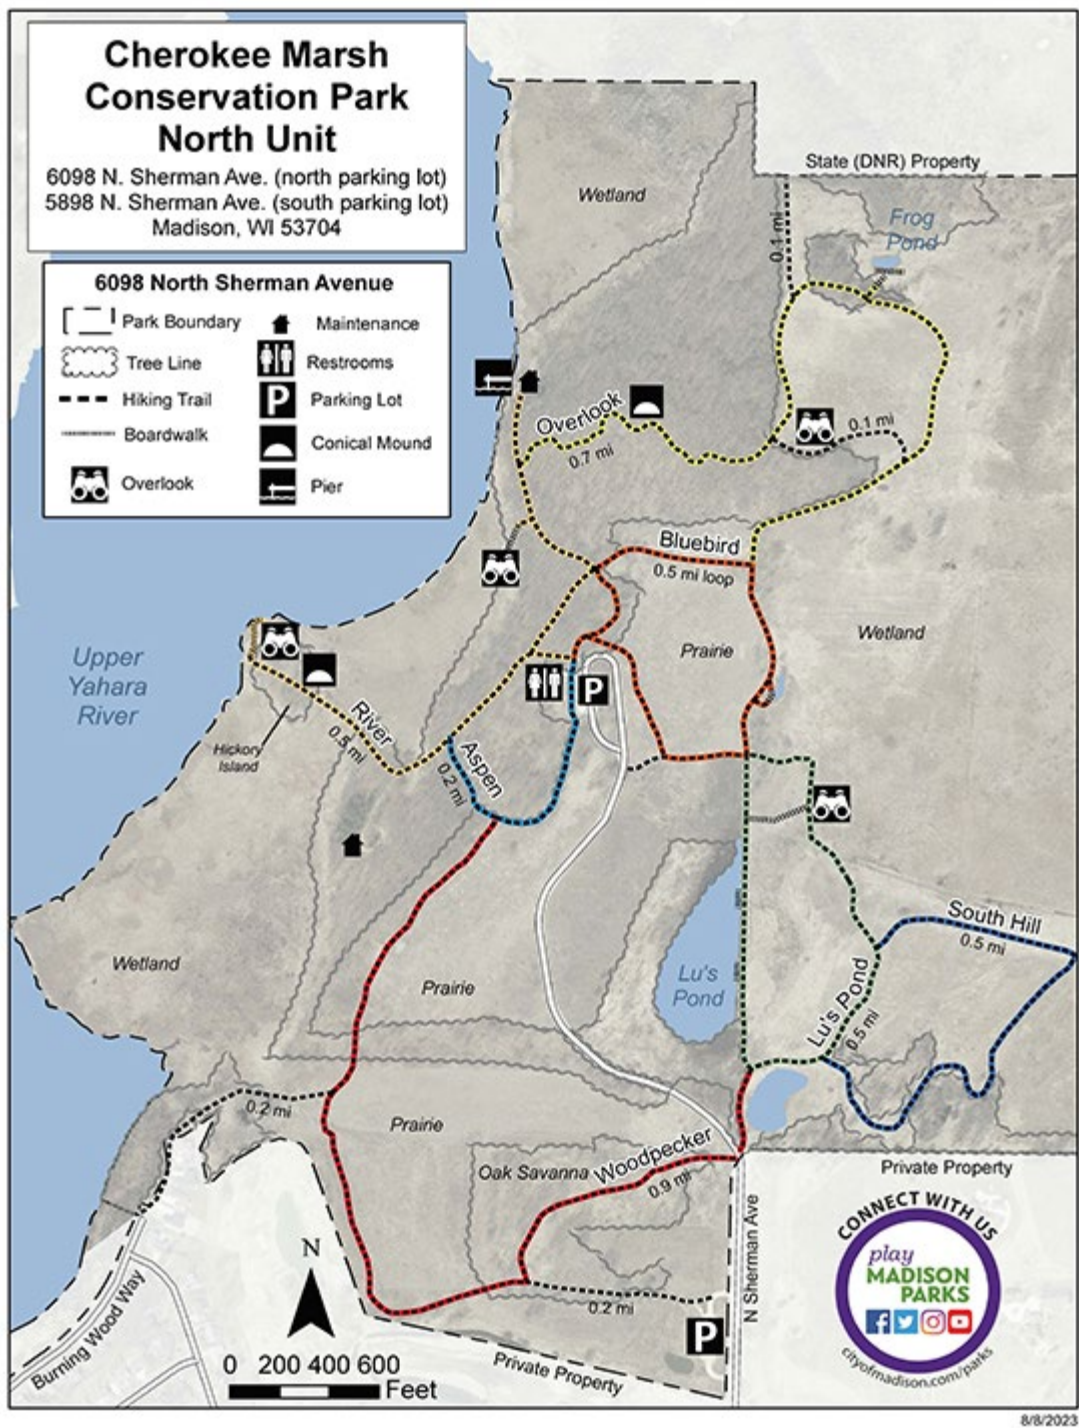 Cherokee Marsh
Conservation Park
North Unit
6098 N. Sherman Ave. (north parking lot)
5898 N. Sherman Ave. (south parking lot)
Madison, WI 53704
6098 North Sherman Avenue
Park Boundary
Maintenance
Tree Line
Restrooms
Hiking Trail
P
Parking Lot
Boardwalk
Conical Mound
Overlook
Pier
State (DNR) Property
Wetland
Frog
Pond
0.1 mi
Overlook
0.7 mi
0.1 mi
Bluebird
0.5 mi loop
Wetland
Prairie
Upper
Yahara
River
P
River
0.5 mi
Hickory
Island
Aspen
0.2 mi
South Hill
0.5 mi
Wetland
Prairie
Lu's
Pond
Lu's Pond
0.5 mi
0.2 mi
Prairie
Oak Savanna
Woodpecker
0.9 mi
Private Property
N Sherman Ave
CONNECT WITH US
play
MADISON
PARKS
cityofmadison.com/parks
0.2 mi
P
Burning Wood Way
N
0 200 400 600
Feet
Private Property
8/8/2023